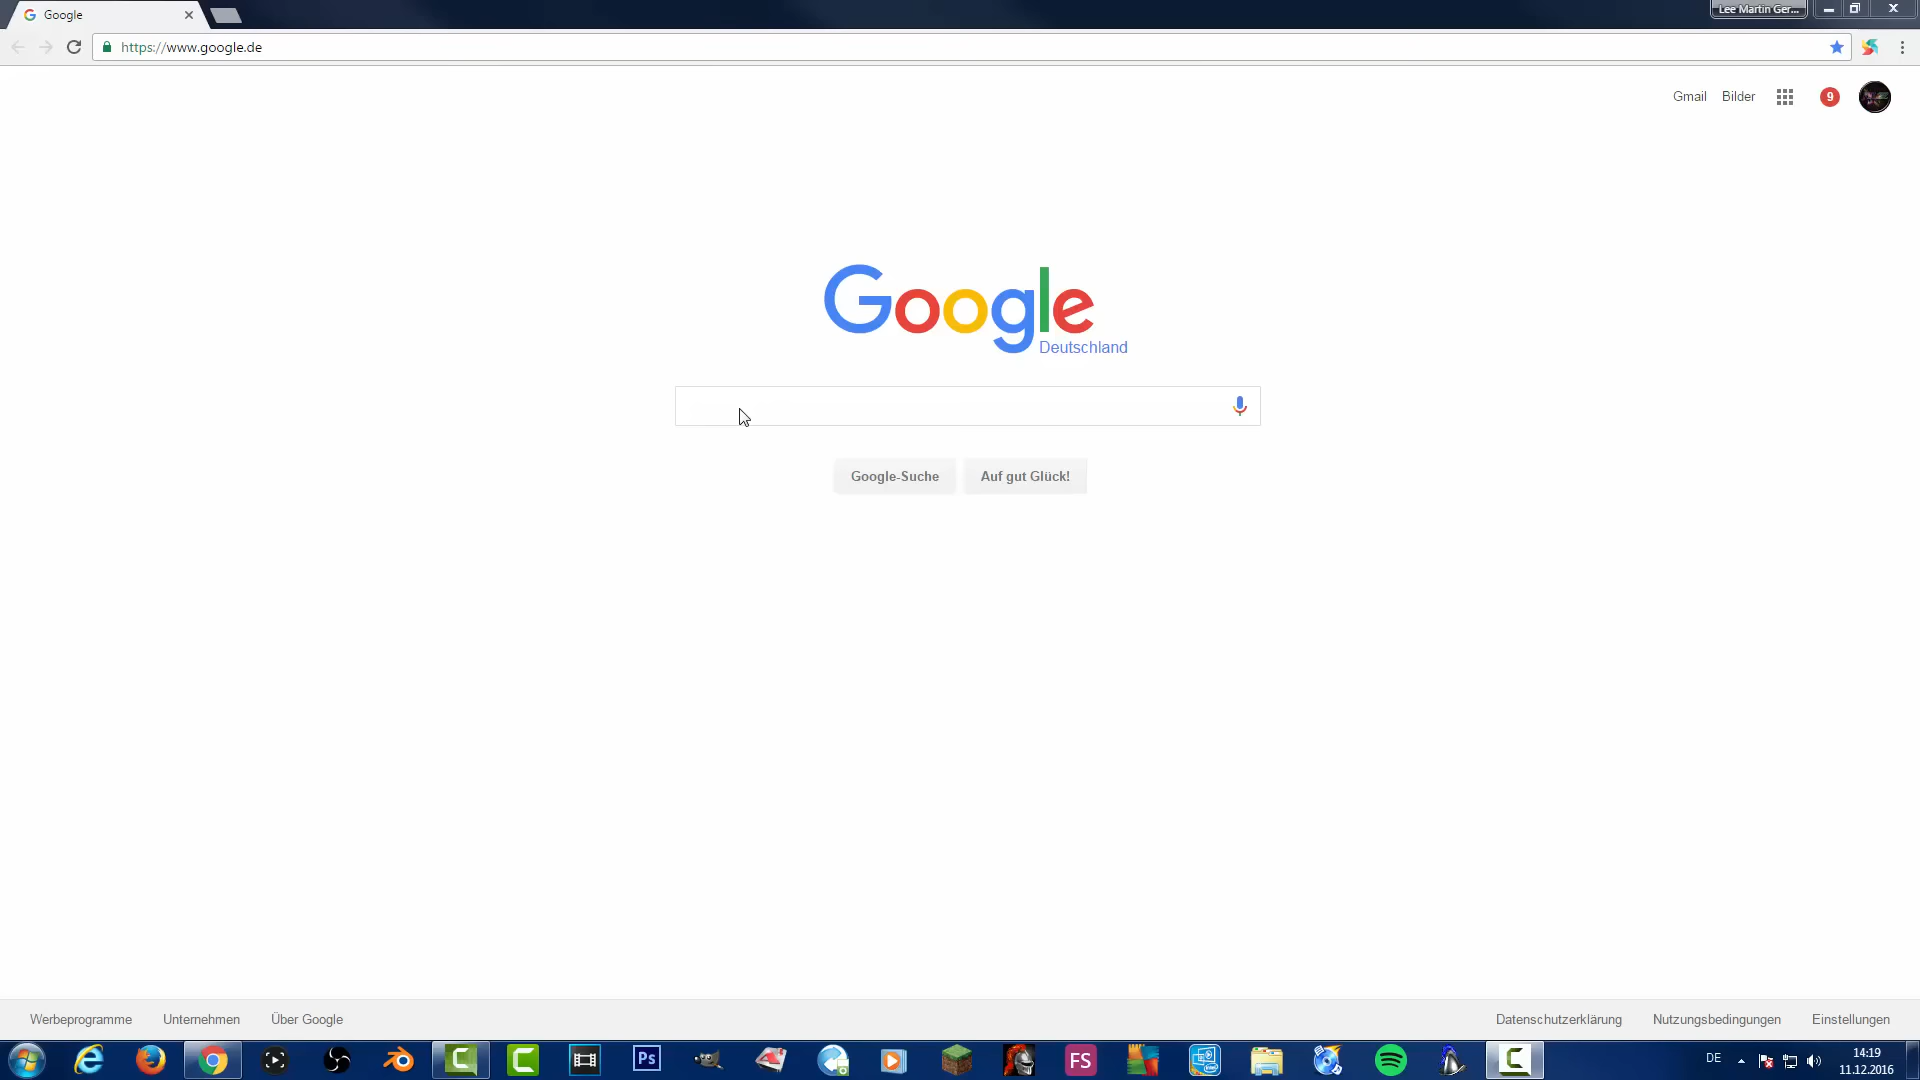 Google
Lee Martin Ger...
https://www.google.de
Gmail
Bilder
9
Google
Deutschland
Google-Suche
Auf gut Glück!
Werbeprogramme
Unternehmen
Über Google
Datenschutzerklärung
Nutzungsbedingungen
Einstellungen
Ps
FS
DE
14:19
11.12.2016